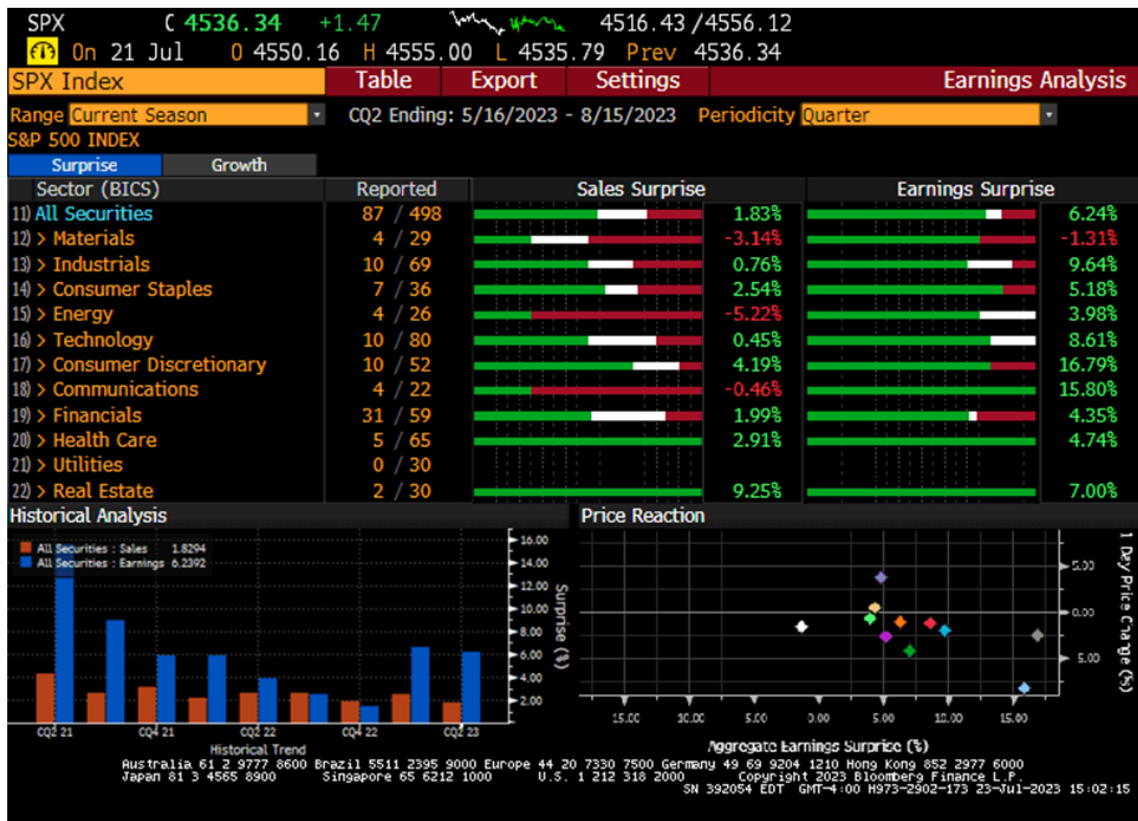 SPX C 4536.34 +1.47 4516.43 /4556.12
On 21 Jul O 4550.16 H 4555.00 L 4535.79 Prev 4536.34
SPX Index Table Export Settings Earnings Analysis
Range Current Season CQ2 Ending: 5/16/2023 - 8/15/2023 Periodicity Quarter
S&P 500 INDEX
Surprise Growth
Sector (BICS) Reported Sales Surprise Earnings Surprise
11) All Securities 87 / 498 1.83% 6.24%
12) > Materials 4 / 29 -3.14% -1.31%
13) > Industrials 10 / 69 0.76% 9.64%
14) > Consumer Staples 7 / 36 2.54% 5.18%
15) > Energy 4 / 26 -5.22% 3.98%
16) > Technology 10 / 80 0.45% 8.61%
17) > Consumer Discretionary 10 / 52 4.19% 16.79%
18) > Communications 4 / 22 -0.46% 15.80%
19) > Financials 31 / 59 1.99% 4.35%
20) > Health Care 5 / 65 2.91% 4.74%
21) > Utilities 0 / 30
22) > Real Estate 2 / 30 9.25% 7.00%
Historical Analysis Price Reaction
All Securities : Sales 1.8294
All Securities : Earnings 6.2392
16.00
14.00
12.00
10.00
8.00
6.00
4.00
2.00
Surprise (%)
CQ2 21 CQ4 21 CQ2 22 CQ4 22 CQ2 23
Historical Trend
5.00
0.00
5.00
1 Day Price Change (%)
15.00 10.00 5.00 0.00 5.00 10.00 15.00
Aggregate Earnings Surprise (%)
Australia 61 2 9777 8600 Brazil 5511 2395 9000 Europe 44 20 7330 7500 Germany 49 69 9204 1210 Hong Kong 852 2977 6000
Japan 81 3 4565 8900 Singapore 65 6212 1000 U.S. 1 212 318 2000 Copyright 2023 Bloomberg Finance L.P.
SN 392054 EDT GMT-4:00 H973-2902-173 23-Jul-2023 15:02:15